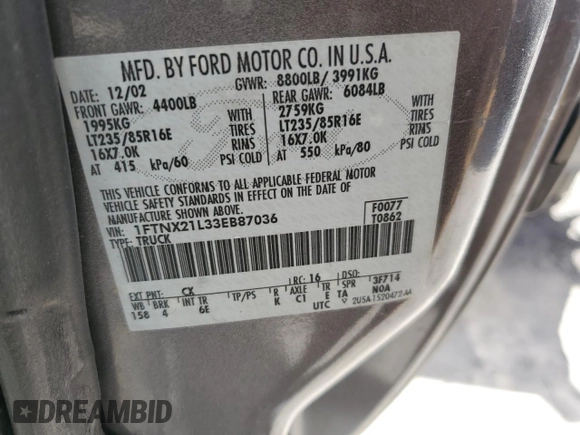 MFD. BY FORD MOTOR CO. IN U.S.A.
DATE: 12/02 GVWR: 8800LB/ 3991KG
FRONT GAWR: 4400LB REAR GAWR: 6084LB
1995KG WITH 2759KG WITH
LT235/85R16E TIRES LT235/85R16E TIRES
16X7.0K RIMS 16X7.0K RIMS
AT 415 kPa/60 PSI COLD AT 550 kPa/80 PSI COLD
THIS VEHICLE CONFORMS TO ALL APPLICABLE FEDERAL MOTOR
VEHICLE SAFETY STANDARDS IN EFFECT ON THE DATE OF
MANUFACTURE SHOWN ABOVE.
VIN: 1FTNX21L33EB87036 F0077
TYPE: TRUCK T0862
EXT PNT: CX RC: 16 DSO:
WB BRK INT TR TP/PS R AXLE TR SPR 3F714
158 4 6E K C1 E TA N0A
UTC 2U5A 1520472 AA
DREAMBID